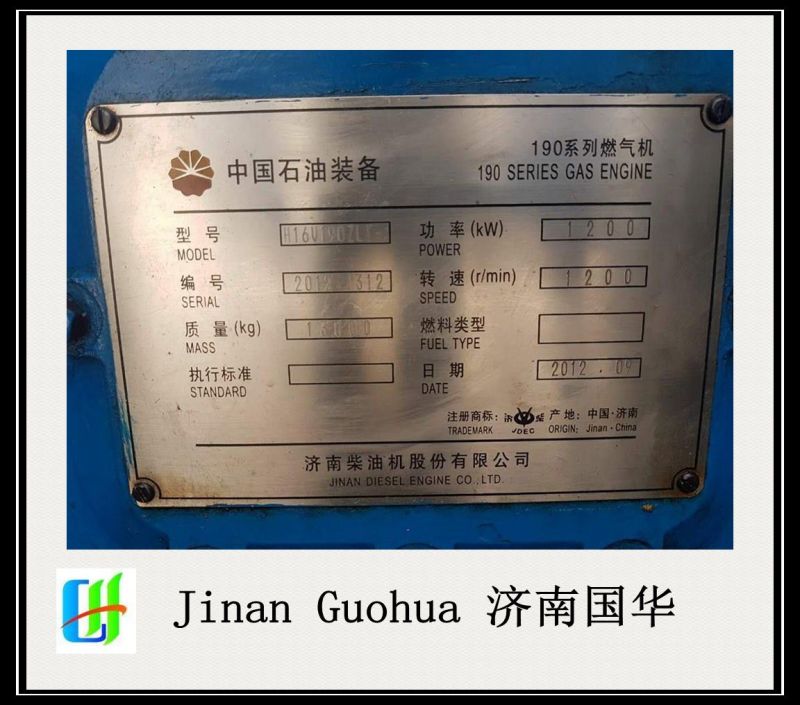 中国石油装备
190系列燃气机
190 SERIES GAS ENGINE
型号
MODEL
编号
SERIAL
质量(kg)
MASS
执行标准
STANDARD
功率(kW) 1200
POWER
转速(r/min) 1200
SPEED
燃料类型
FUEL TYPE
日期 2012.09
DATE
注册商标: 济柴 产地: 中国·济南
TRADEMARK JDEC ORIGIN: Jinan·China
济南柴油机股份有限公司
JINAN DIESEL ENGINE CO.,LTD.
Jinan Guohua 济南国华